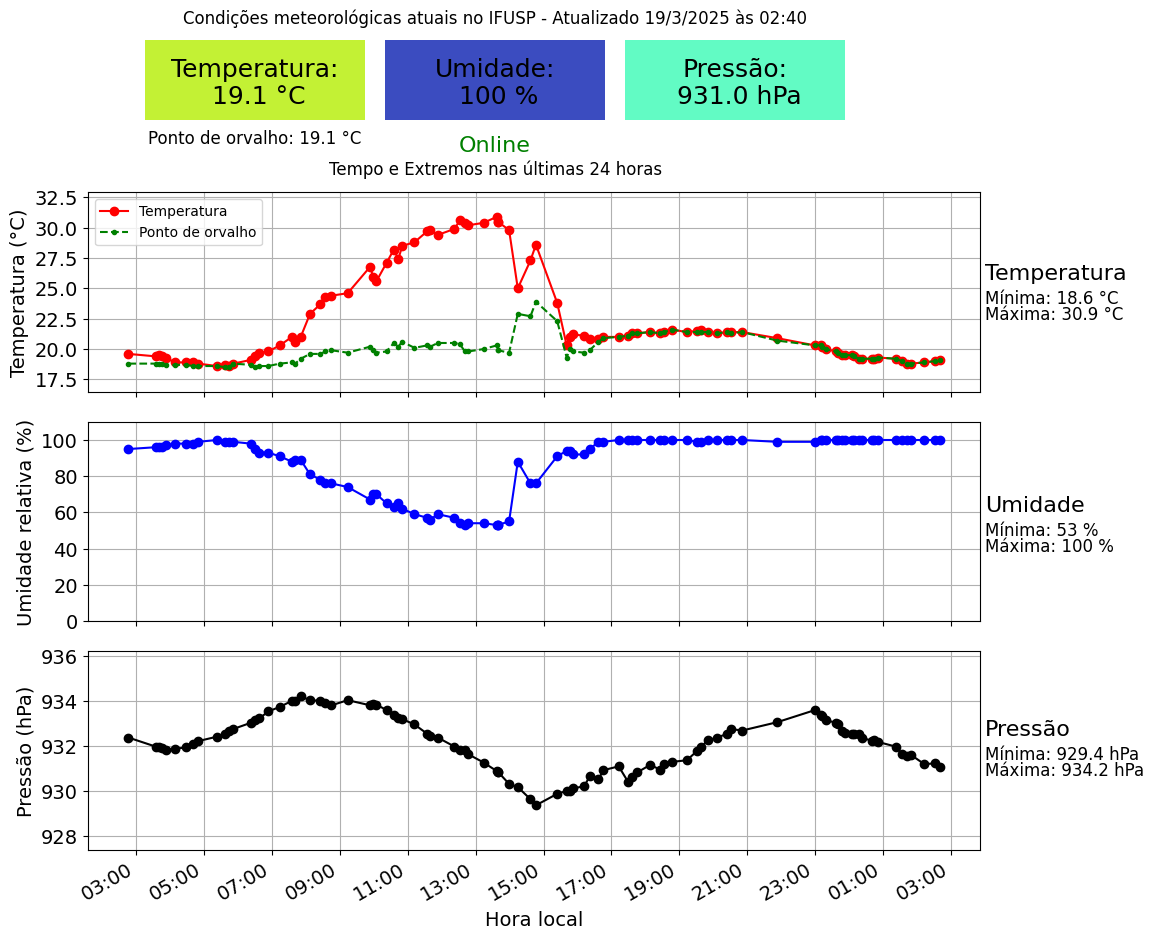 Condições meteorológicas atuais no IFUSP - Atualizado 19/3/2025 às 02:40
Temperatura:
19.1 °C
Umidade:
100 %
Pressão:
931.0 hPa
Ponto de orvalho: 19.1 °C
Online
Tempo e Extremos nas últimas 24 horas
Temperatura (°C)
32.5
30.0
27.5
25.0
22.5
20.0
17.5
Temperatura
Ponto de orvalho
Temperatura
Mínima: 18.6 °C
Máxima: 30.9 °C
Umidade relativa (%)
100
80
60
40
20
0
Umidade
Mínima: 53 %
Máxima: 100 %
Pressão (hPa)
936
934
932
930
928
Pressão
Mínima: 929.4 hPa
Máxima: 934.2 hPa
03:00 05:00 07:00 09:00 11:00 13:00 15:00 17:00 19:00 21:00 23:00 01:00 03:00
Hora local